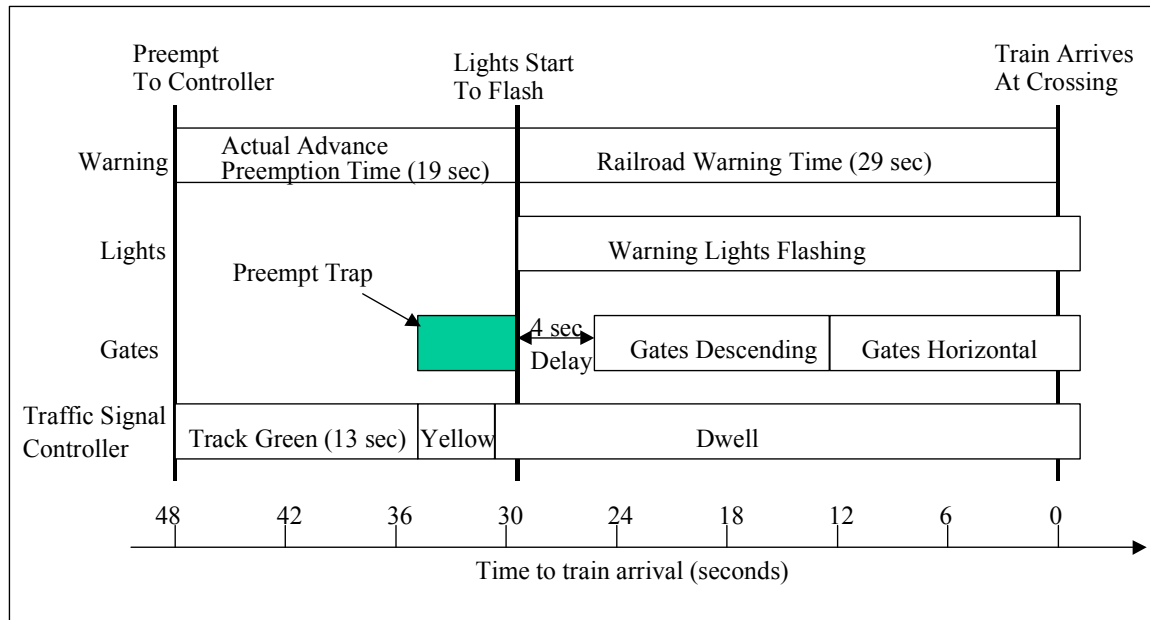 Preempt
To Controller
Lights Start
To Flash
Train Arrives
At Crossing
Warning
Actual Advance
Preemption Time (19 sec)
Railroad Warning Time (29 sec)
Lights
Warning Lights Flashing
Preempt Trap
Gates
4 sec
Delay
Gates Descending
Gates Horizontal
Traffic Signal
Controller
Track Green (13 sec)
Yellow
Dwell
48 42 36 30 24 18 12 6 0
Time to train arrival (seconds)